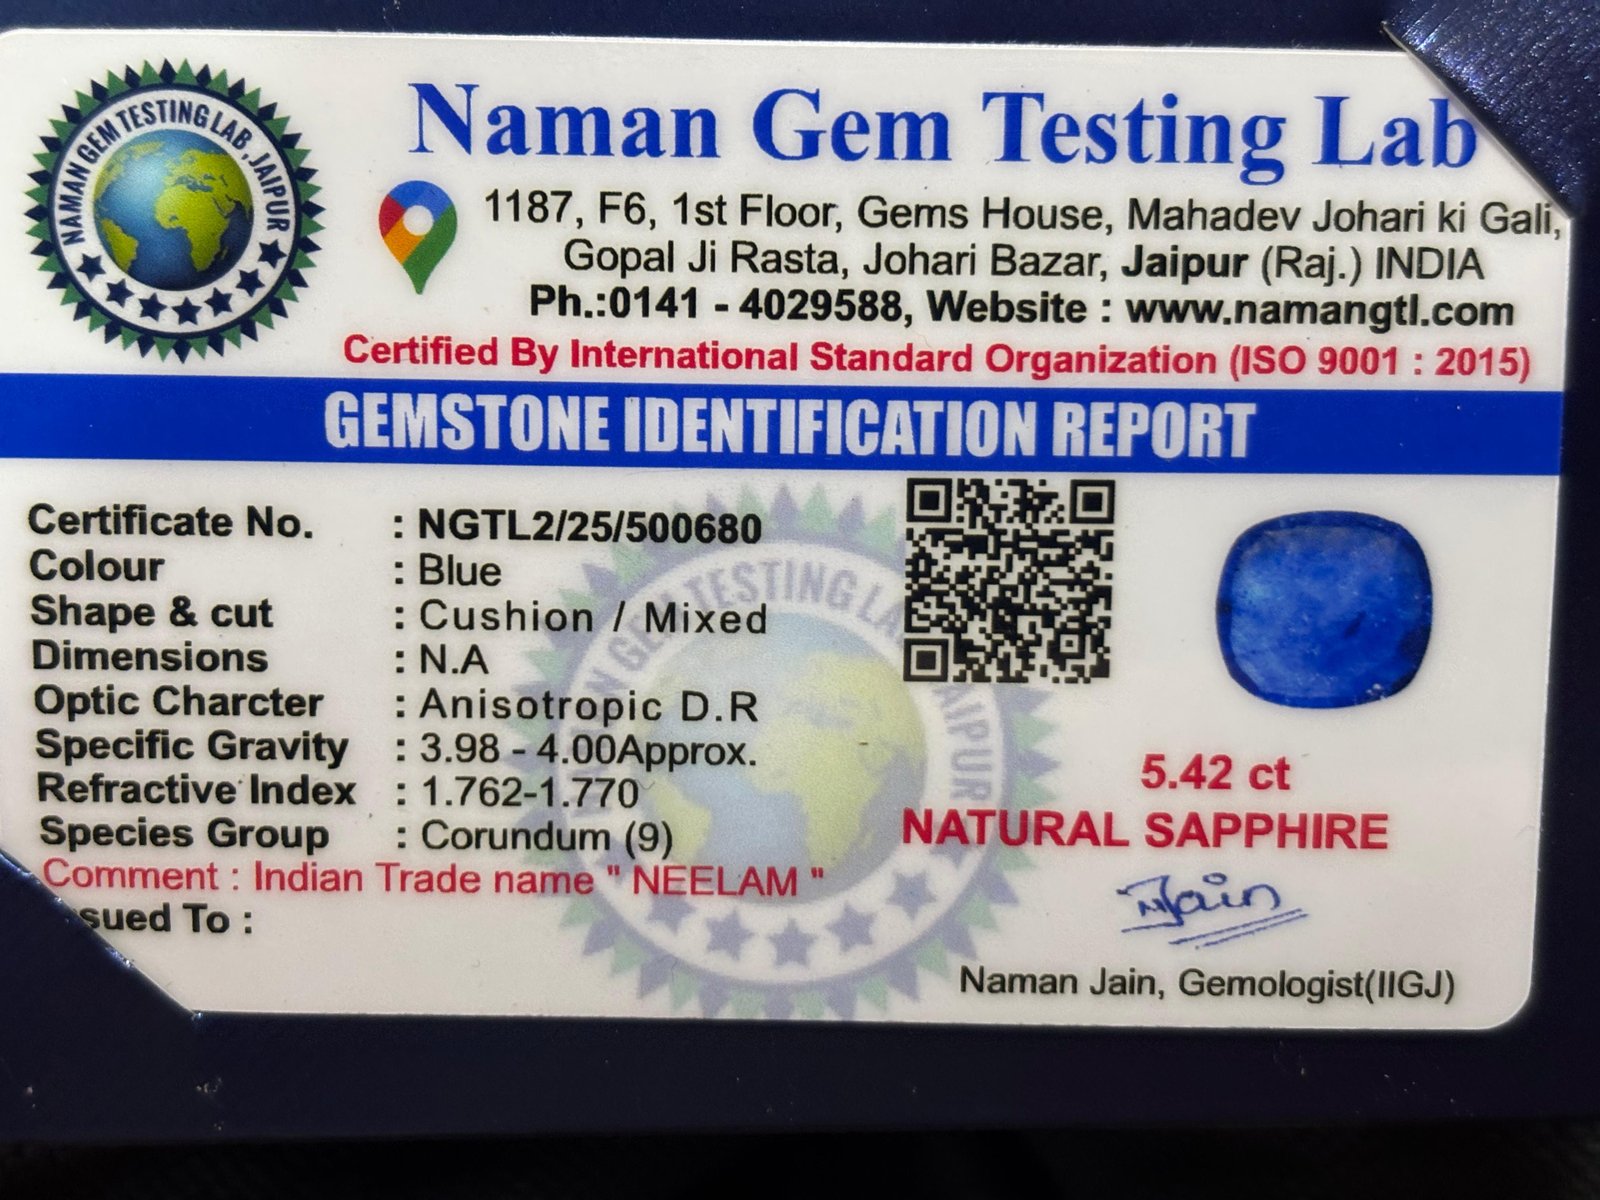 NAMAN GEM TESTING LAB, JAIPUR
Naman Gem Testing Lab
1187, F6, 1st Floor, Gems House, Mahadev Johari ki Gali,
Gopal Ji Rasta, Johari Bazar, Jaipur (Raj.) INDIA
Ph.:0141 - 4029588, Website : www.namangtl.com
Certified By International Standard Organization (ISO 9001 : 2015)
GEMSTONE IDENTIFICATION REPORT
Certificate No. : NGTL2/25/500680
Colour : Blue
Shape & cut : Cushion / Mixed
Dimensions : N.A
Optic Charcter : Anisotropic D.R
Specific Gravity : 3.98 - 4.00Approx.
Refractive Index : 1.762-1.770
Species Group : Corundum (9)
Comment : Indian Trade name " NEELAM "
sued To :
5.42 ct
NATURAL SAPPHIRE
NJain
Naman Jain, Gemologist(IIGJ)